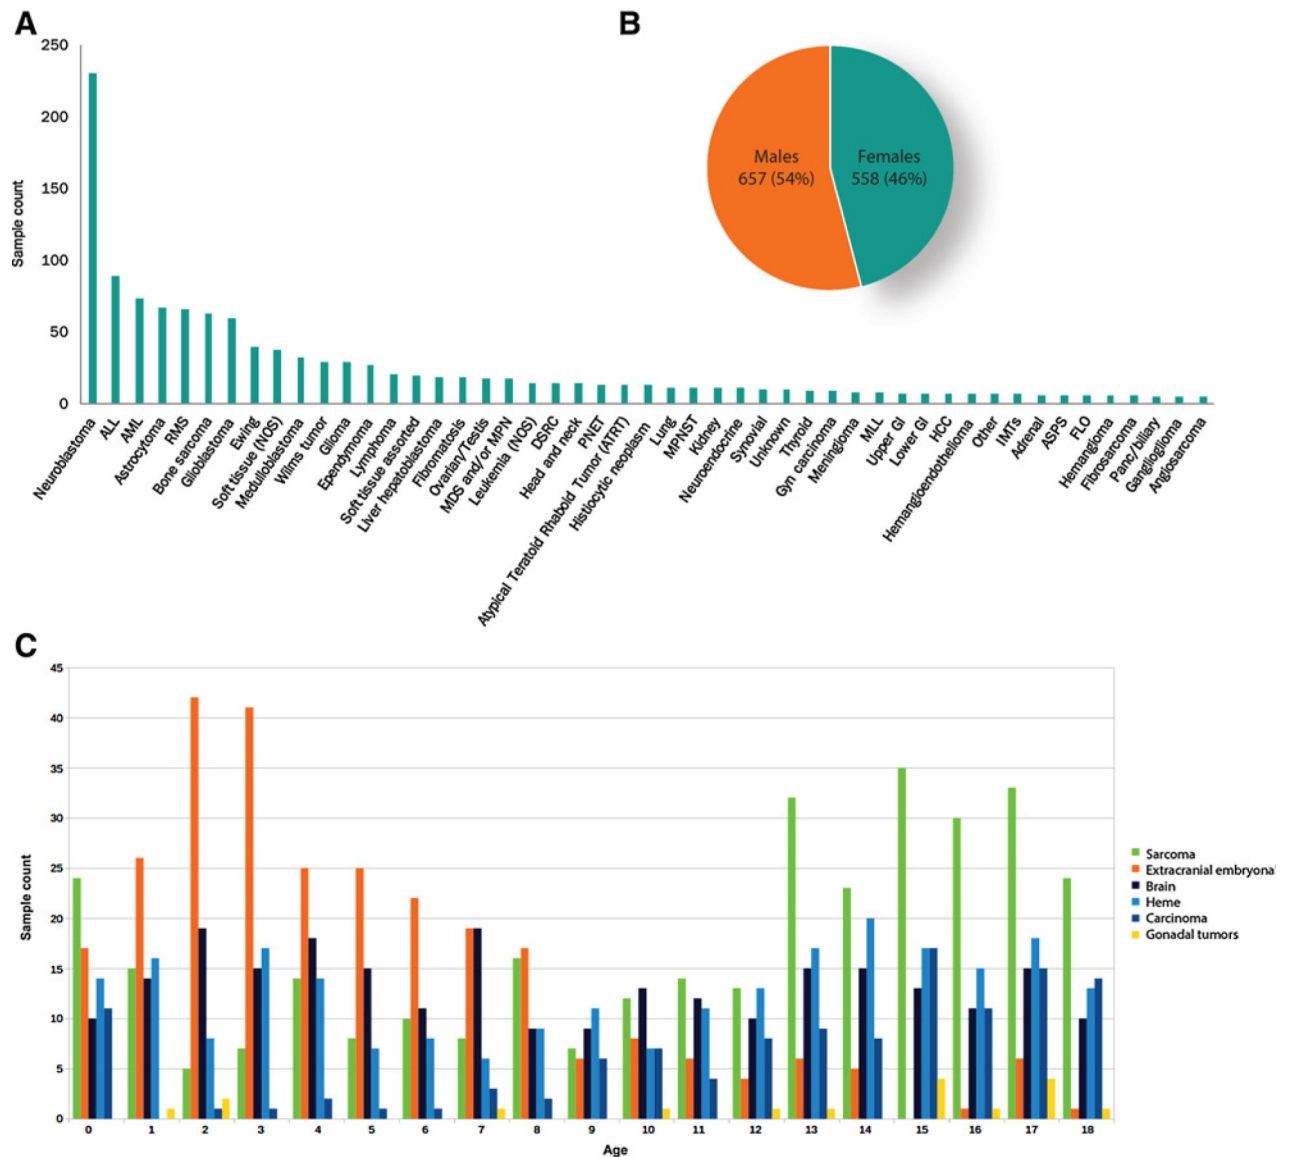 A
250
200
150
100
50
0
Sample count
Neuroblastoma
ALL
AML
Astrocytoma
RMS
Bone sarcoma
Glioblastoma
Ewing
Soft tissue (NOS)
Medulloblastoma
Wilms tumor
Glioma
Ependymoma
Lymphoma
Soft tissue assorted
Liver hepatoblastoma
Fibromatosis
Ovarian/Testis
MDS and/or MPN
Leukemia (NOS)
DSRC
Head and neck
PNET
Atypical Teratoid Rhaboid Tumor (ATRT)
Histiocytic neoplasm
Lung
MPNST
Kidney
Neuroendocrine
Synovial
Unknown
Thyroid
Gyn carcinoma
Meningioma
MLL
Upper GI
Lower GI
HCC
Hemangioendothelioma
Other
IMTs
Adrenal
ASPS
FLO
Hemangioma
Fibrosarcoma
Panc/biliary
Ganglioglioma
Angiosarcoma
B
Males
657 (54%)
Females
558 (46%)
C
45
40
35
30
25
20
15
10
5
0
Sample count
0 1 2 3 4 5 6 7 8 9 10 11 12 13 14 15 16 17 18
Age
Sarcoma
Extracranial embryona
Brain
Heme
Carcinoma
Gonadal tumors